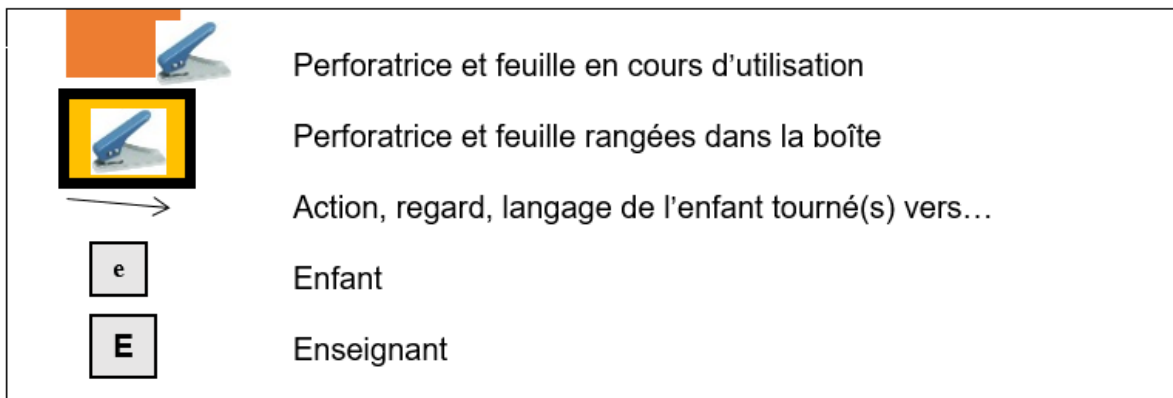 Perforatrice et feuille en cours d’utilisation
Perforatrice et feuille rangées dans la boîte
Action, regard, langage de l’enfant tourné(s) vers…
e Enfant
E Enseignant